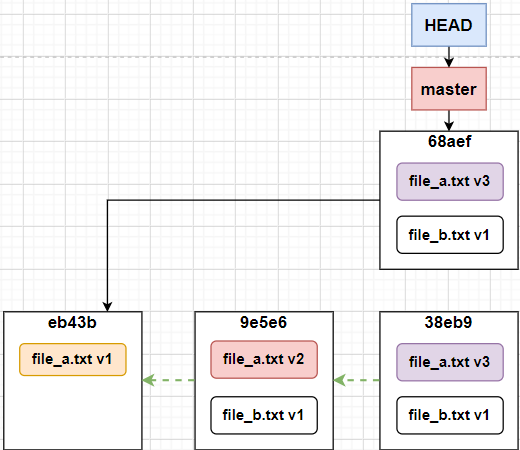 HEAD
master
68aef
file_a.txt v3
file_b.txt v1
eb43b
file_a.txt v1
9e5e6
file_a.txt v2
file_b.txt v1
38eb9
file_a.txt v3
file_b.txt v1